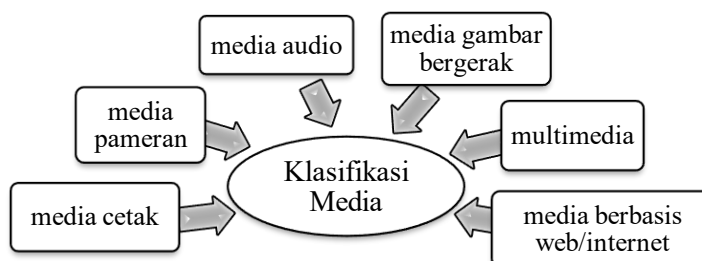 media audio
media gambar
bergerak
media
pameran
multimedia
Klasifikasi
Media
media cetak
media berbasis
web/internet